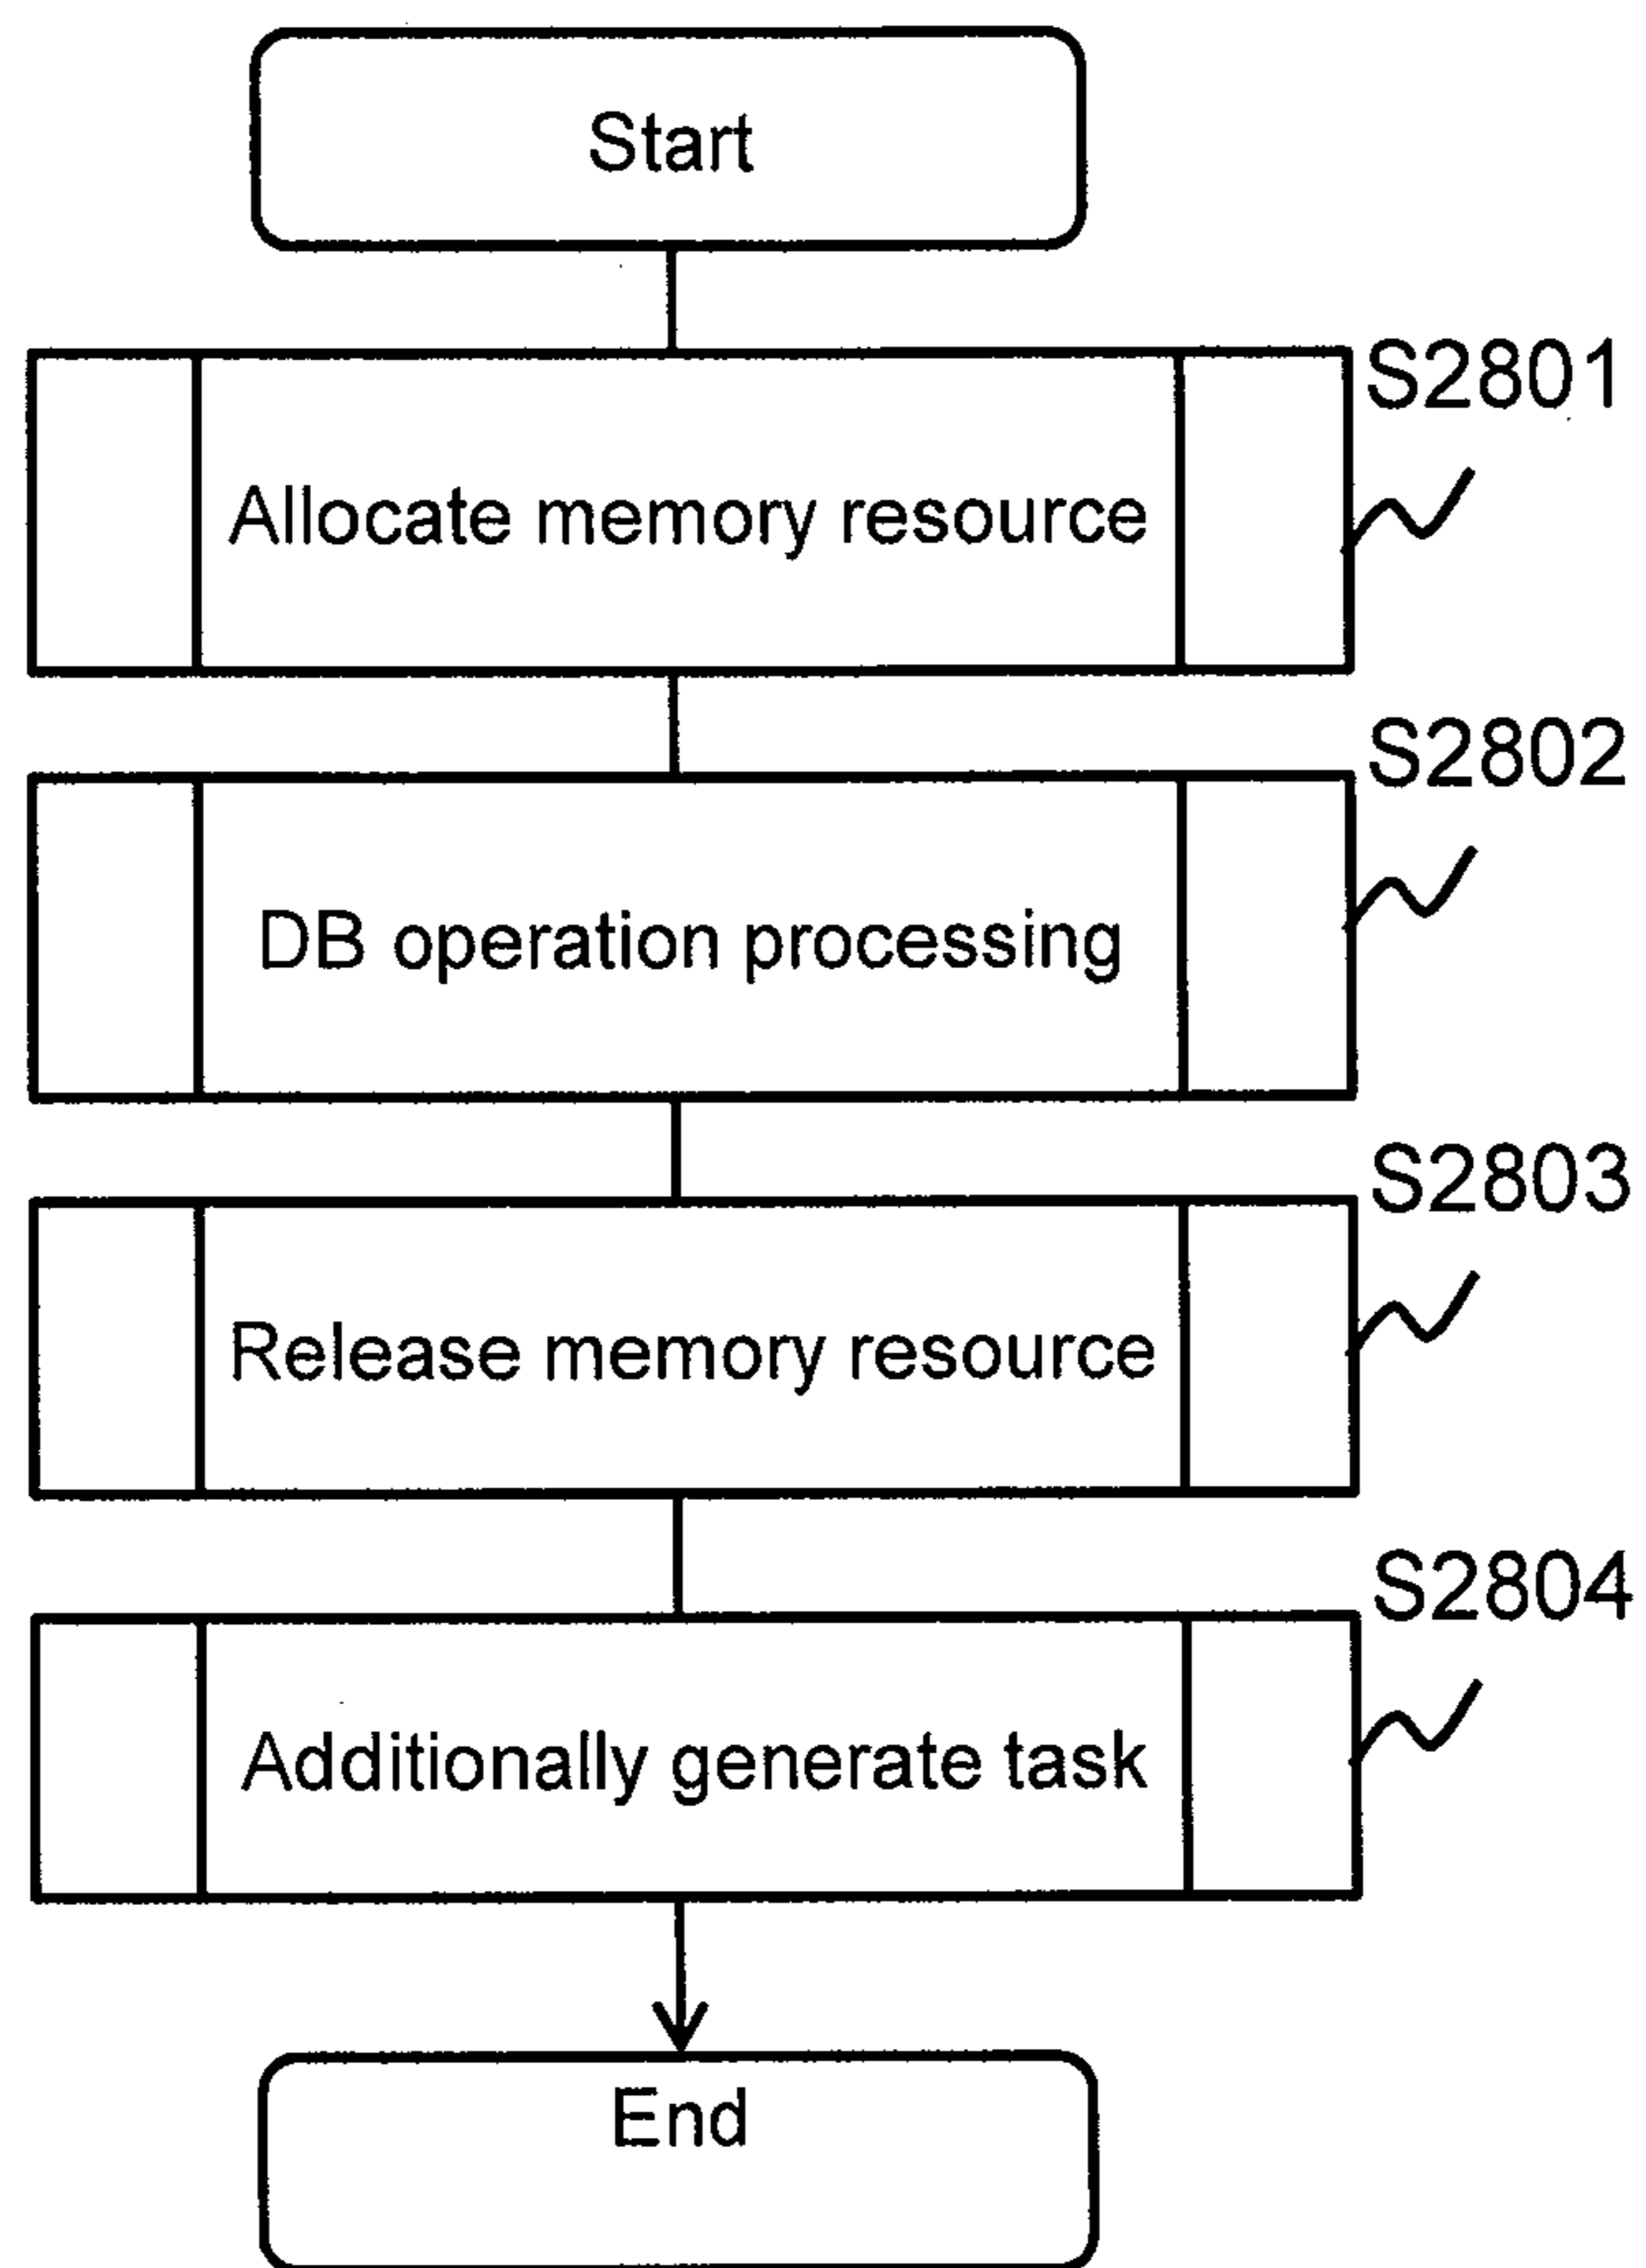 Start
S2801
Allocate memory resource
S2802
DB operation processing
S2803
Release memory resource
S2804
Additionally generate task
End